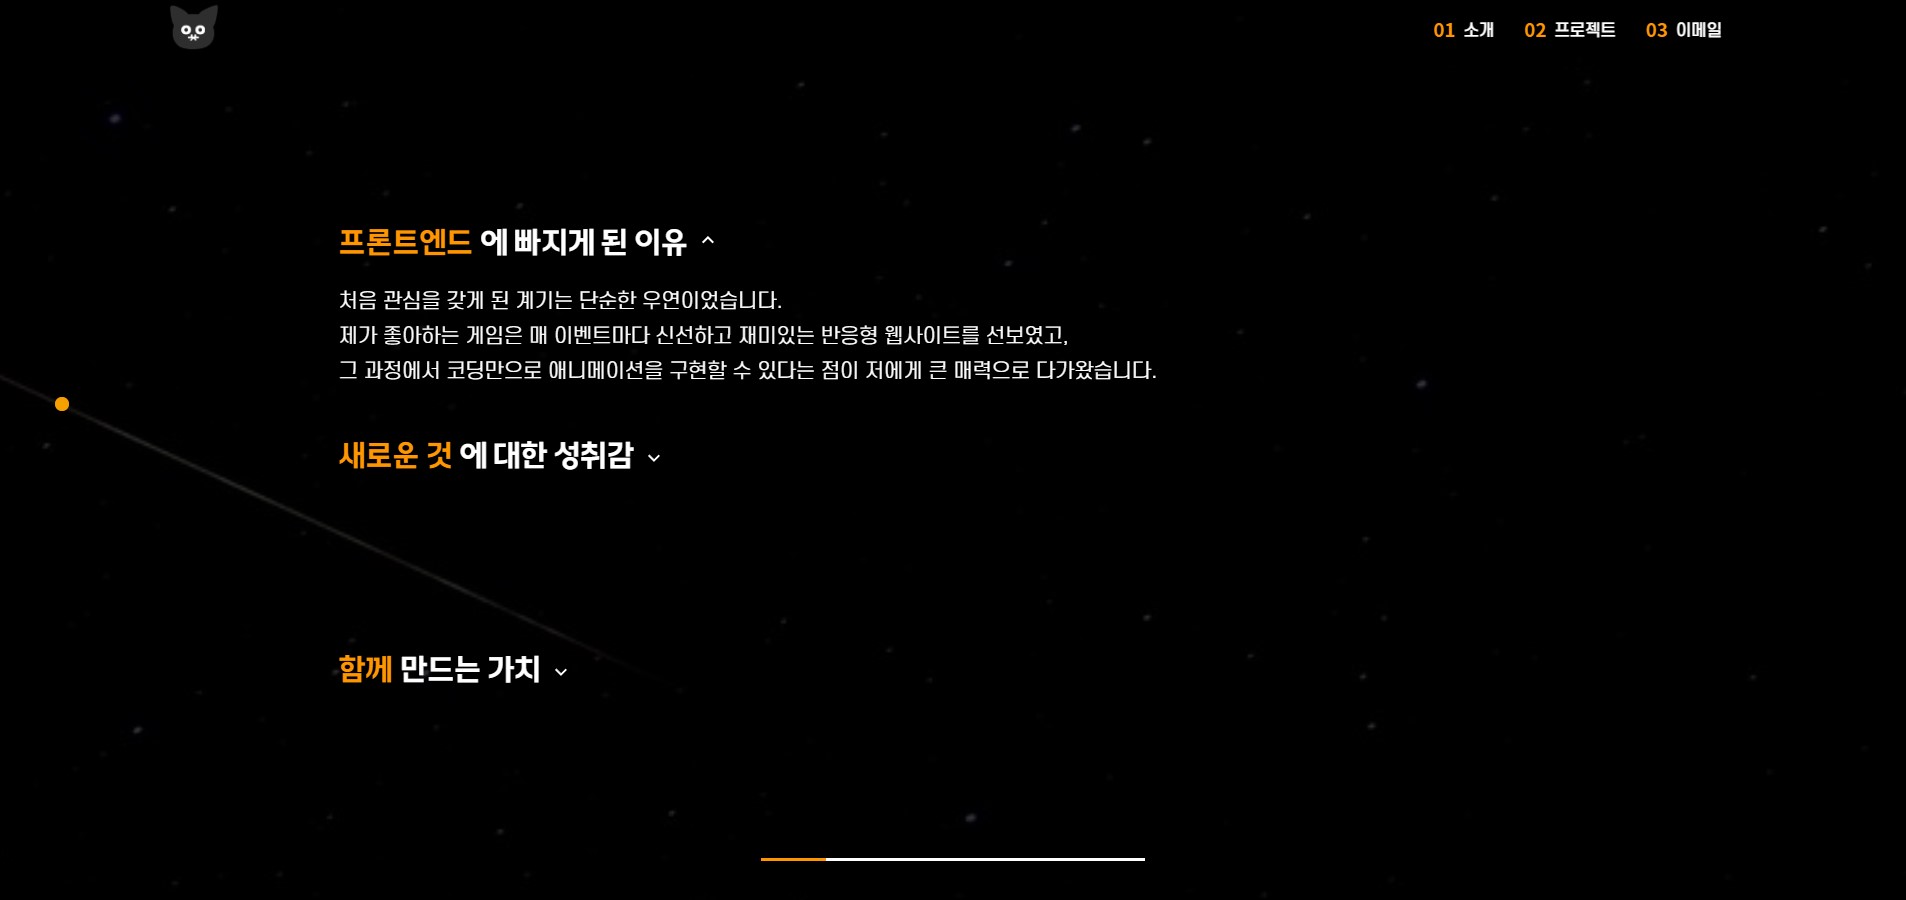 01 소개 02 프로젝트 03 이메일
프론트엔드 에 빠지게 된 이유
처음 관심을 갖게 된 계기는 단순한 우연이었습니다.
제가 좋아하는 게임은 매 이벤트마다 신선하고 재미있는 반응형 웹사이트를 선보였고,
그 과정에서 코딩만으로 애니메이션을 구현할 수 있다는 점이 저에게 큰 매력으로 다가왔습니다.
새로운 것 에 대한 성취감
함께 만드는 가치